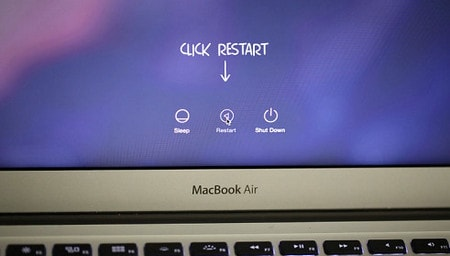 CLICK RESTART
Sleep
Restart
Shut Down
MacBook Air